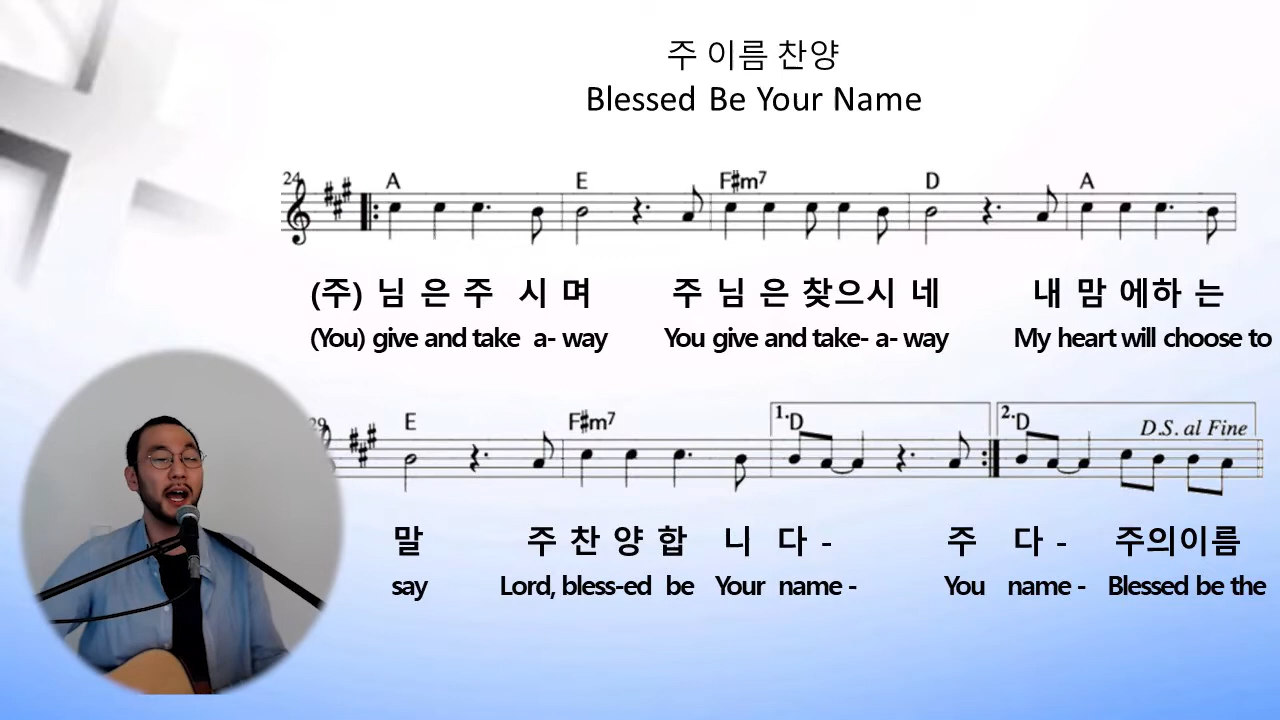 주 이름 찬양
Blessed Be Your Name
24 A E F#m7 D A
(주) 님 은 주 시 며 주 님 은 찾으시 네 내 맘 에하 는
(You) give and take a- way You give and take- a- way My heart will choose to
29 E F#m7 1. D 2. D D.S. al Fine
말 주 찬 양 합 니 다 - 주 다 - 주의이름
say Lord, bless-ed be Your name - You name - Blessed be the